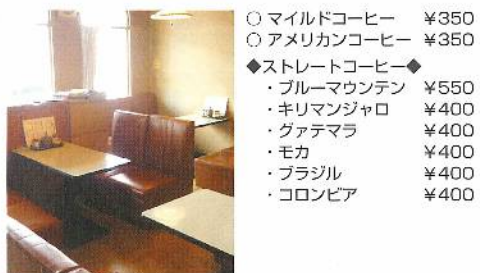 ○ マイルドコーヒー ¥350
○ アメリカンコーヒー ¥350
◆ストレートコーヒー◆
・ブルーマウンテン ¥550
・キリマンジャロ ¥400
・グァテマラ ¥400
・モカ ¥400
・ブラジル ¥400
・コロンビア ¥400